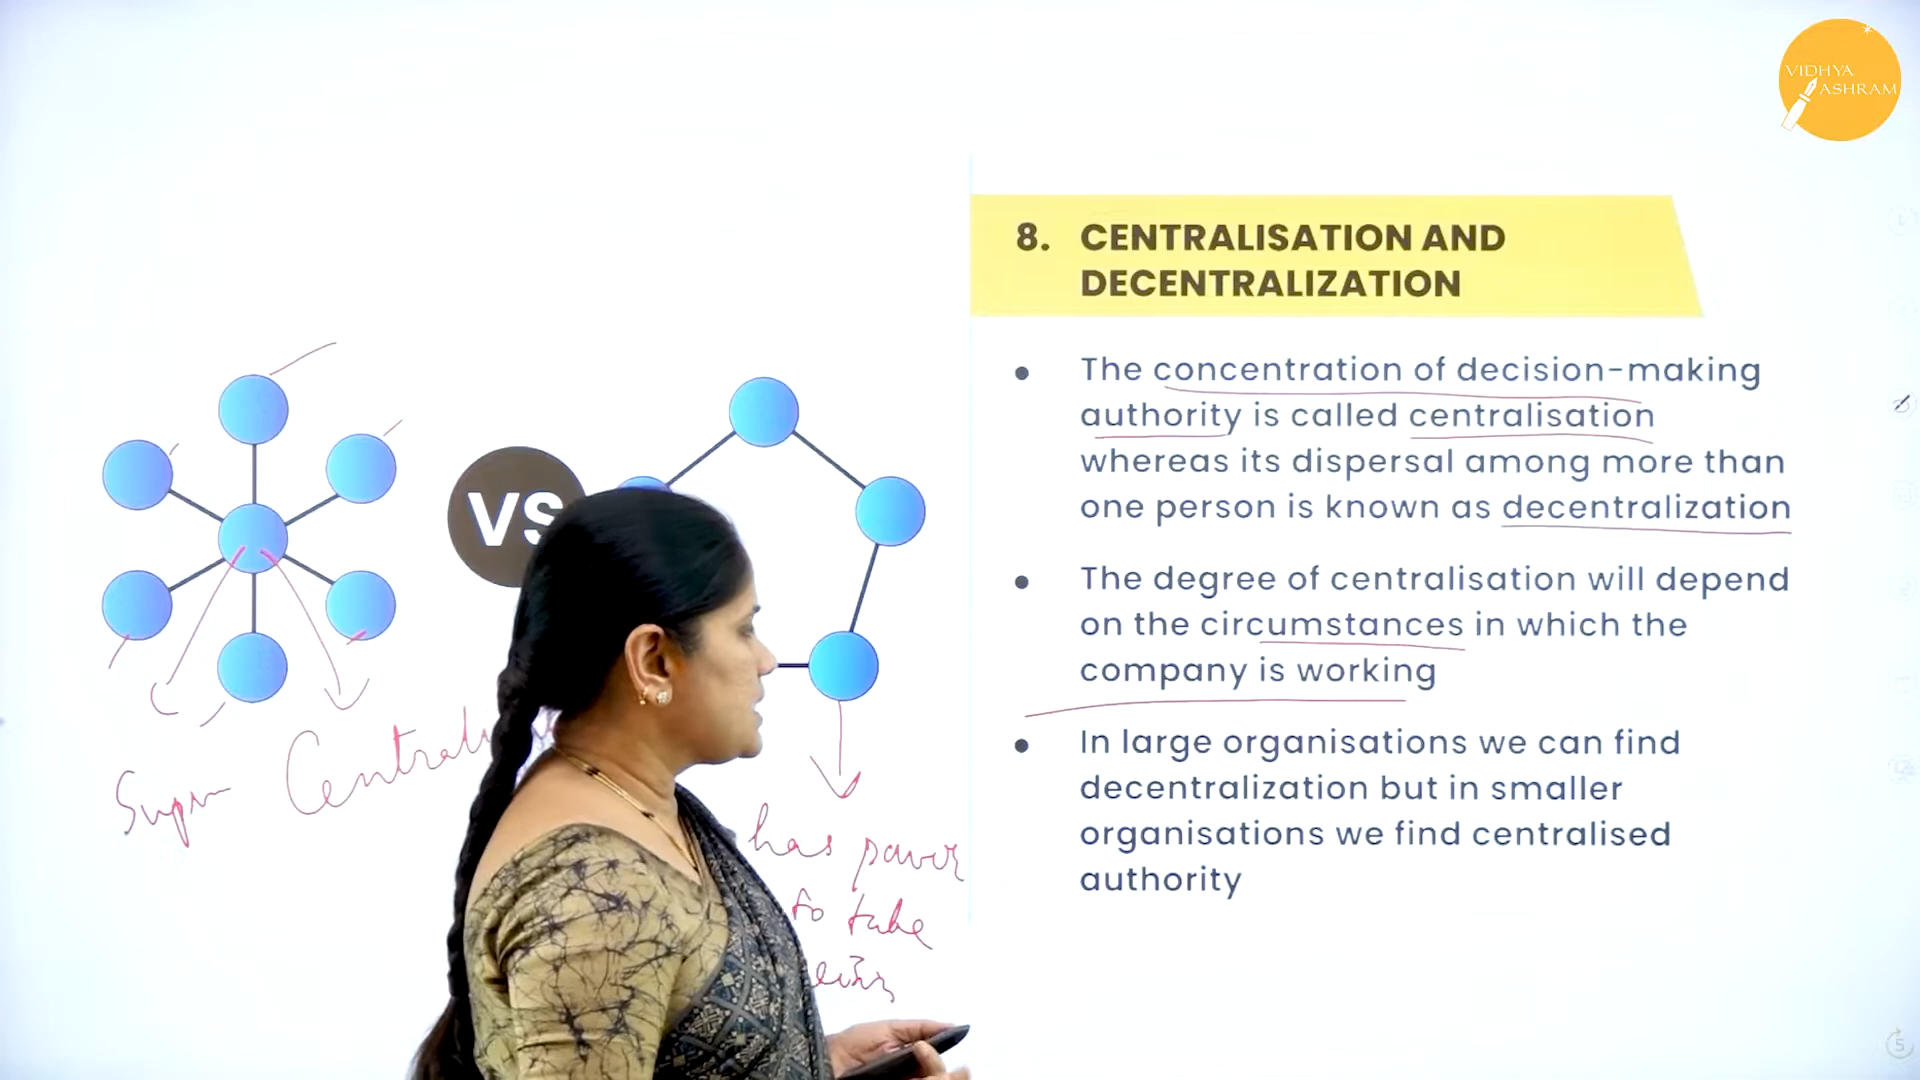 VIDHYA
ASHRAM
8. CENTRALISATION AND
DECENTRALIZATION
VS
• The concentration of decision-making
authority is called centralisation
whereas its dispersal among more than
one person is known as decentralization
• The degree of centralisation will depend
on the circumstances in which the
company is working
• In large organisations we can find
decentralization but in smaller
organisations we find centralised
authority
has power
to take